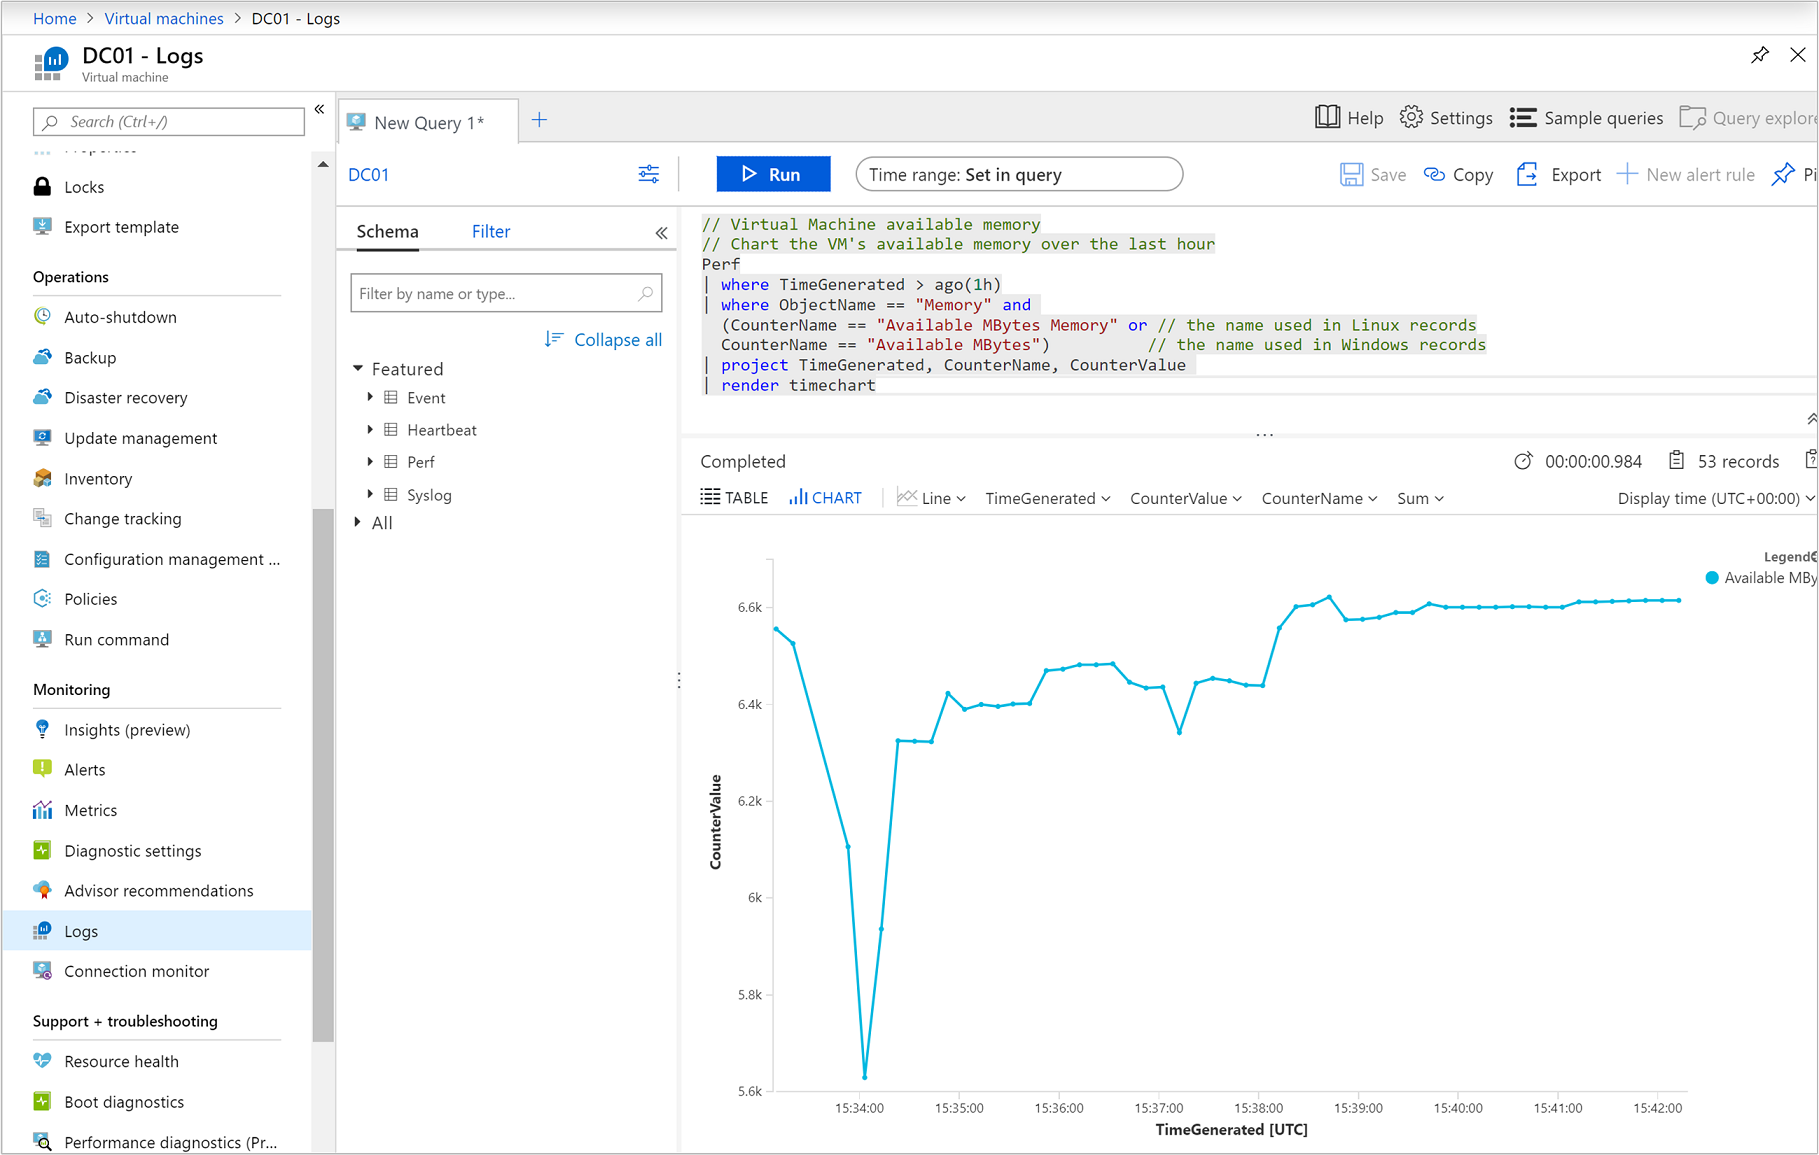 Home > Virtual machines > DC01 - Logs
DC01 - Logs
Virtual machine
Search (Ctrl+/)
Locks
Export template
Operations
Auto-shutdown
Backup
Disaster recovery
Update management
Inventory
Change tracking
Configuration management ...
Policies
Run command
Monitoring
Insights (preview)
Alerts
Metrics
Diagnostic settings
Advisor recommendations
Logs
Connection monitor
Support + troubleshooting
Resource health
Boot diagnostics
Performance diagnostics (Pr...
New Query 1*
Help
Settings
Sample queries
Query explore
DC01
Run
Time range: Set in query
Save
Copy
Export
New alert rule
Pi
Schema
Filter
Filter by name or type...
Collapse all
Featured
Event
Heartbeat
Perf
Syslog
All
// Virtual Machine available memory
// Chart the VM's available memory over the last hour
Perf
| where TimeGenerated > ago(1h)
| where ObjectName == "Memory" and
(CounterName == "Available MBytes Memory" or // the name used in Linux records
CounterName == "Available MBytes") // the name used in Windows records
| project TimeGenerated, CounterName, CounterValue
| render timechart
Completed
00:00:00.984
53 records
TABLE
CHART
Line
TimeGenerated
CounterValue
CounterName
Sum
Display time (UTC+00:00)
Legend
Available MBy
CounterValue
6.6k
6.4k
6.2k
6k
5.8k
5.6k
15:34:00
15:35:00
15:36:00
15:37:00
15:38:00
15:39:00
15:40:00
15:41:00
15:42:00
TimeGenerated [UTC]